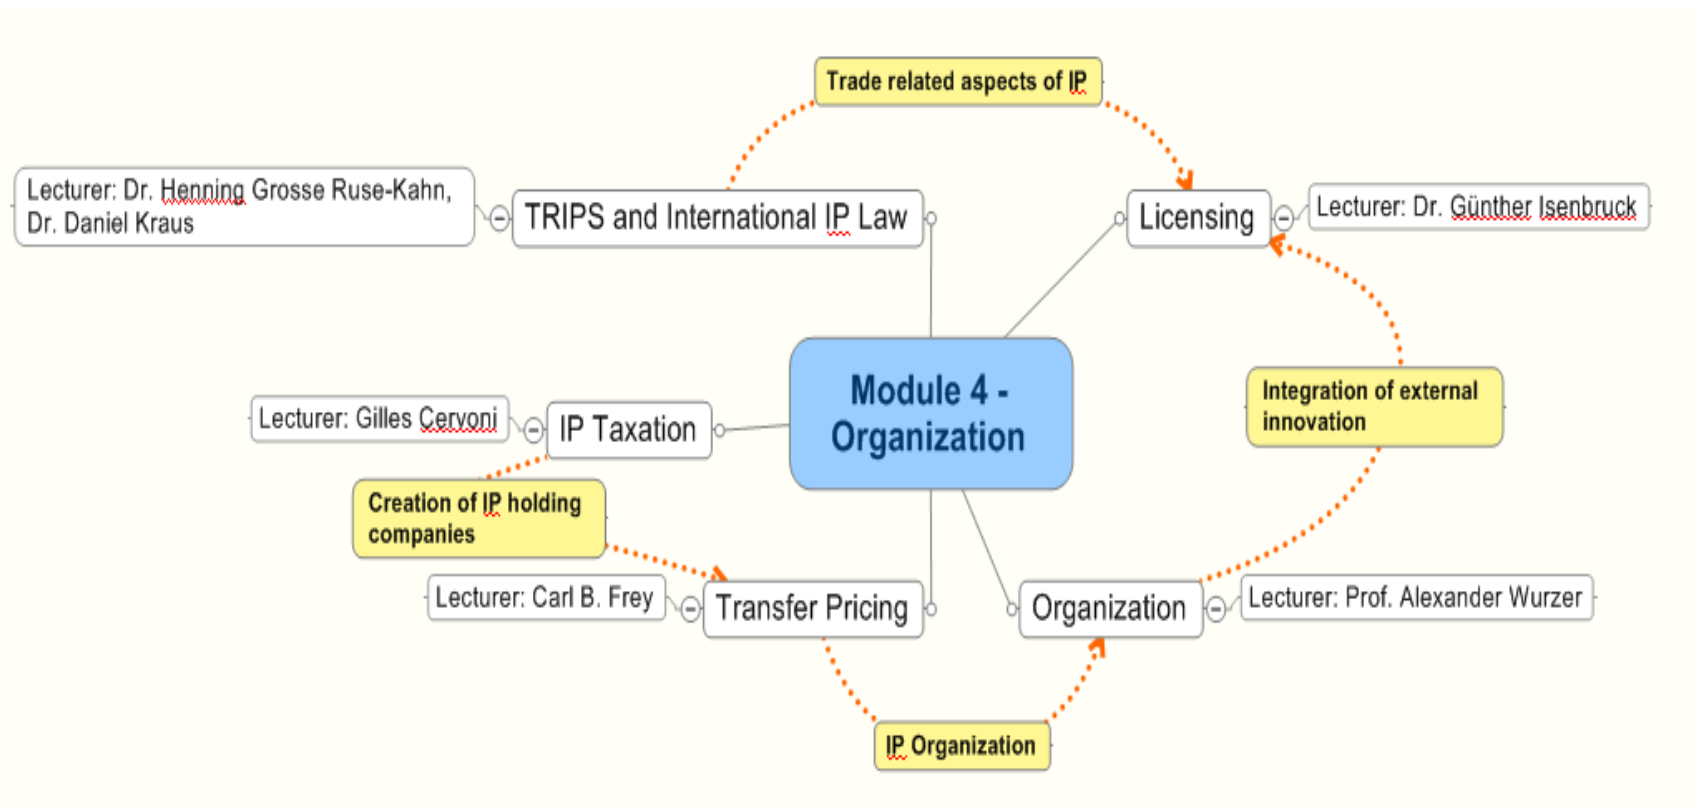 Trade related aspects of IP
Lecturer: Dr. Henning Grosse Ruse-Kahn,
Dr. Daniel Kraus
TRIPS and International IP Law
Licensing
Lecturer: Dr. Günther Isenbruck
Module 4 -
Organization
Integration of external
innovation
Lecturer: Gilles Cervoni
IP Taxation
Creation of IP holding
companies
Lecturer: Carl B. Frey
Transfer Pricing
Organization
Lecturer: Prof. Alexander Wurzer
IP Organization